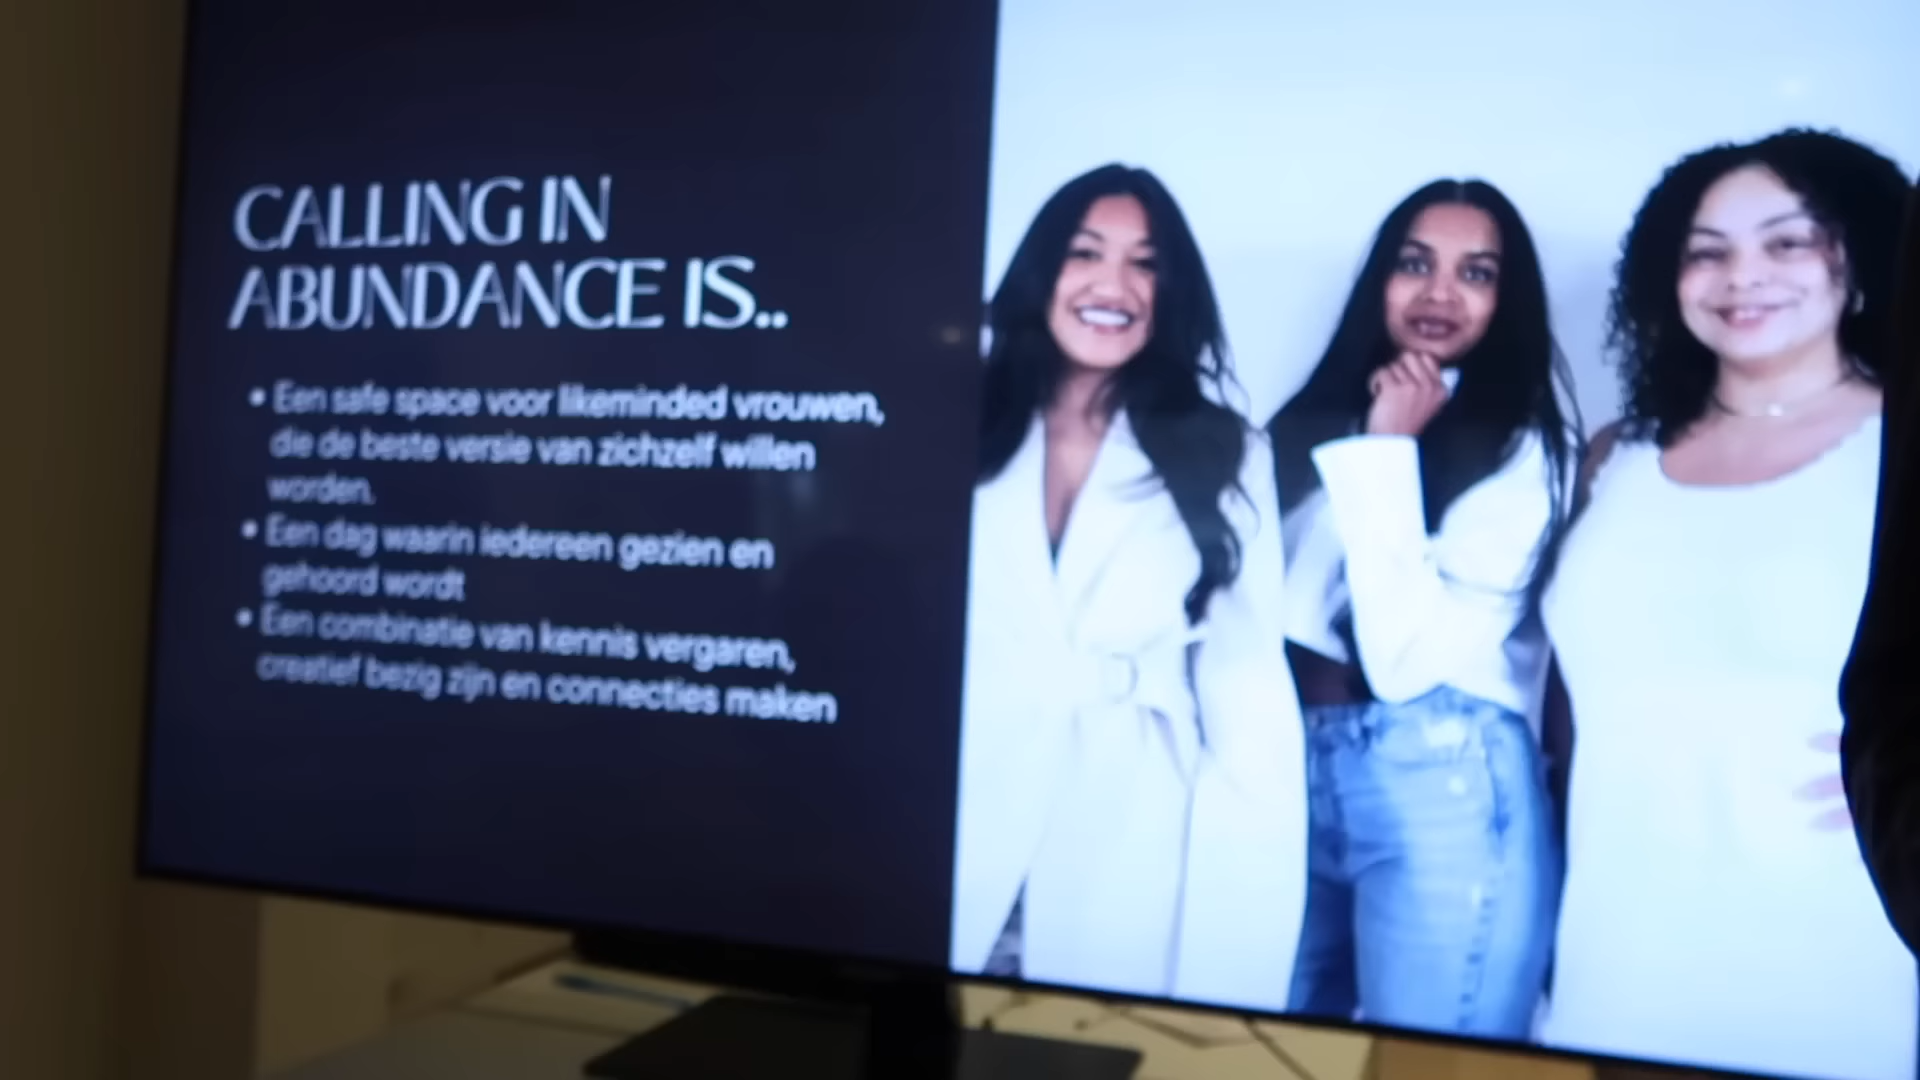 CALLING IN
ABUNDANCE IS..
• Een safe space voor likeminded vrouwen,
die de beste versie van zichzelf willen
worden.
• Een dag waarin iedereen gezien en
gehoord wordt
• Een combinatie van kennis vergaren,
creatief bezig zijn en connecties maken